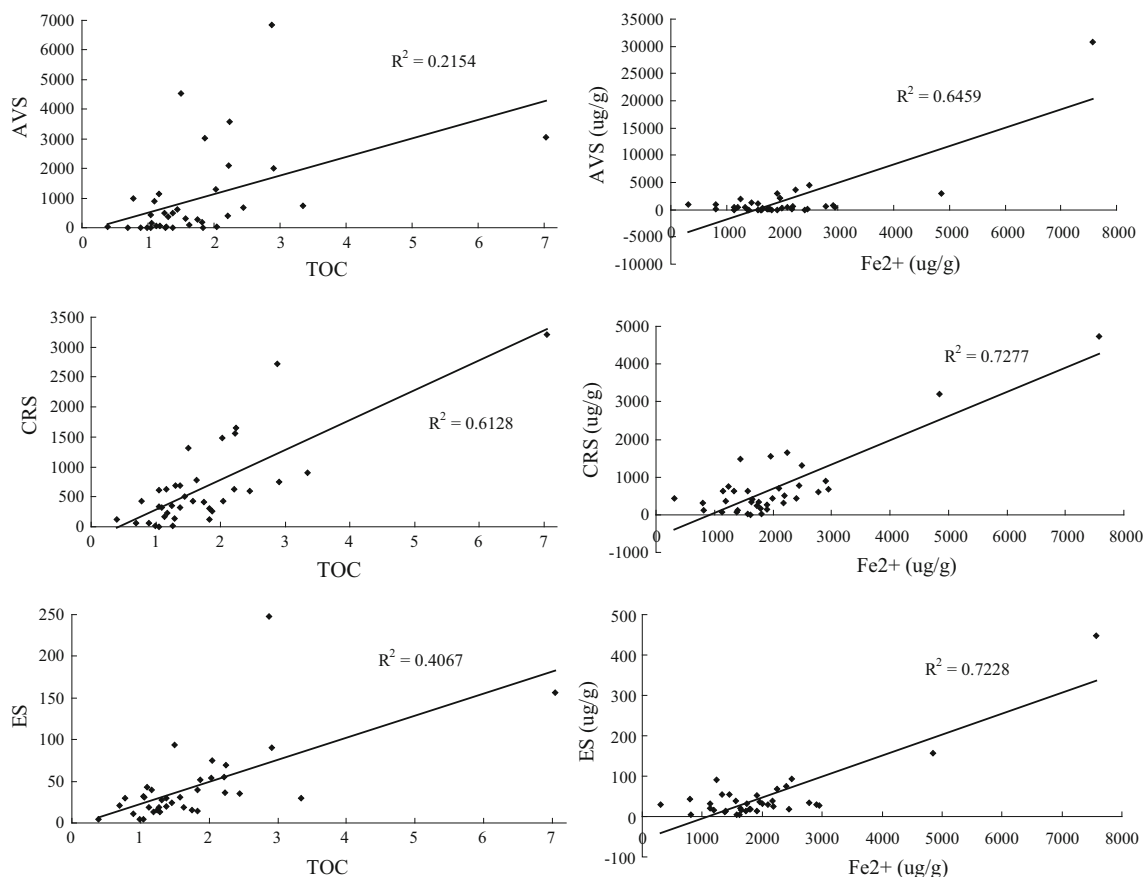 7000
6000
5000
4000
3000
2000
1000
0
AVS
R² = 0.2154
0 1 2 3 4 5 6 7
TOC
35000
30000
25000
20000
15000
10000
5000
0
-5000
-10000
AVS (ug/g)
R² = 0.6459
0 1000 2000 3000 4000 5000 6000 7000 8000
Fe2+ (ug/g)
3500
3000
2500
2000
1500
1000
500
0
CRS
R² = 0.6128
0 1 2 3 4 5 6 7
TOC
5000
4000
3000
2000
1000
0
-1000
CRS (ug/g)
R² = 0.7277
0 1000 2000 3000 4000 5000 6000 7000 8000
Fe2+ (ug/g)
250
200
150
100
50
0
ES
R² = 0.4067
0 1 2 3 4 5 6 7
TOC
500
400
300
200
100
0
-100
ES (ug/g)
R² = 0.7228
0 1000 2000 3000 4000 5000 6000 7000 8000
Fe2+ (ug/g)